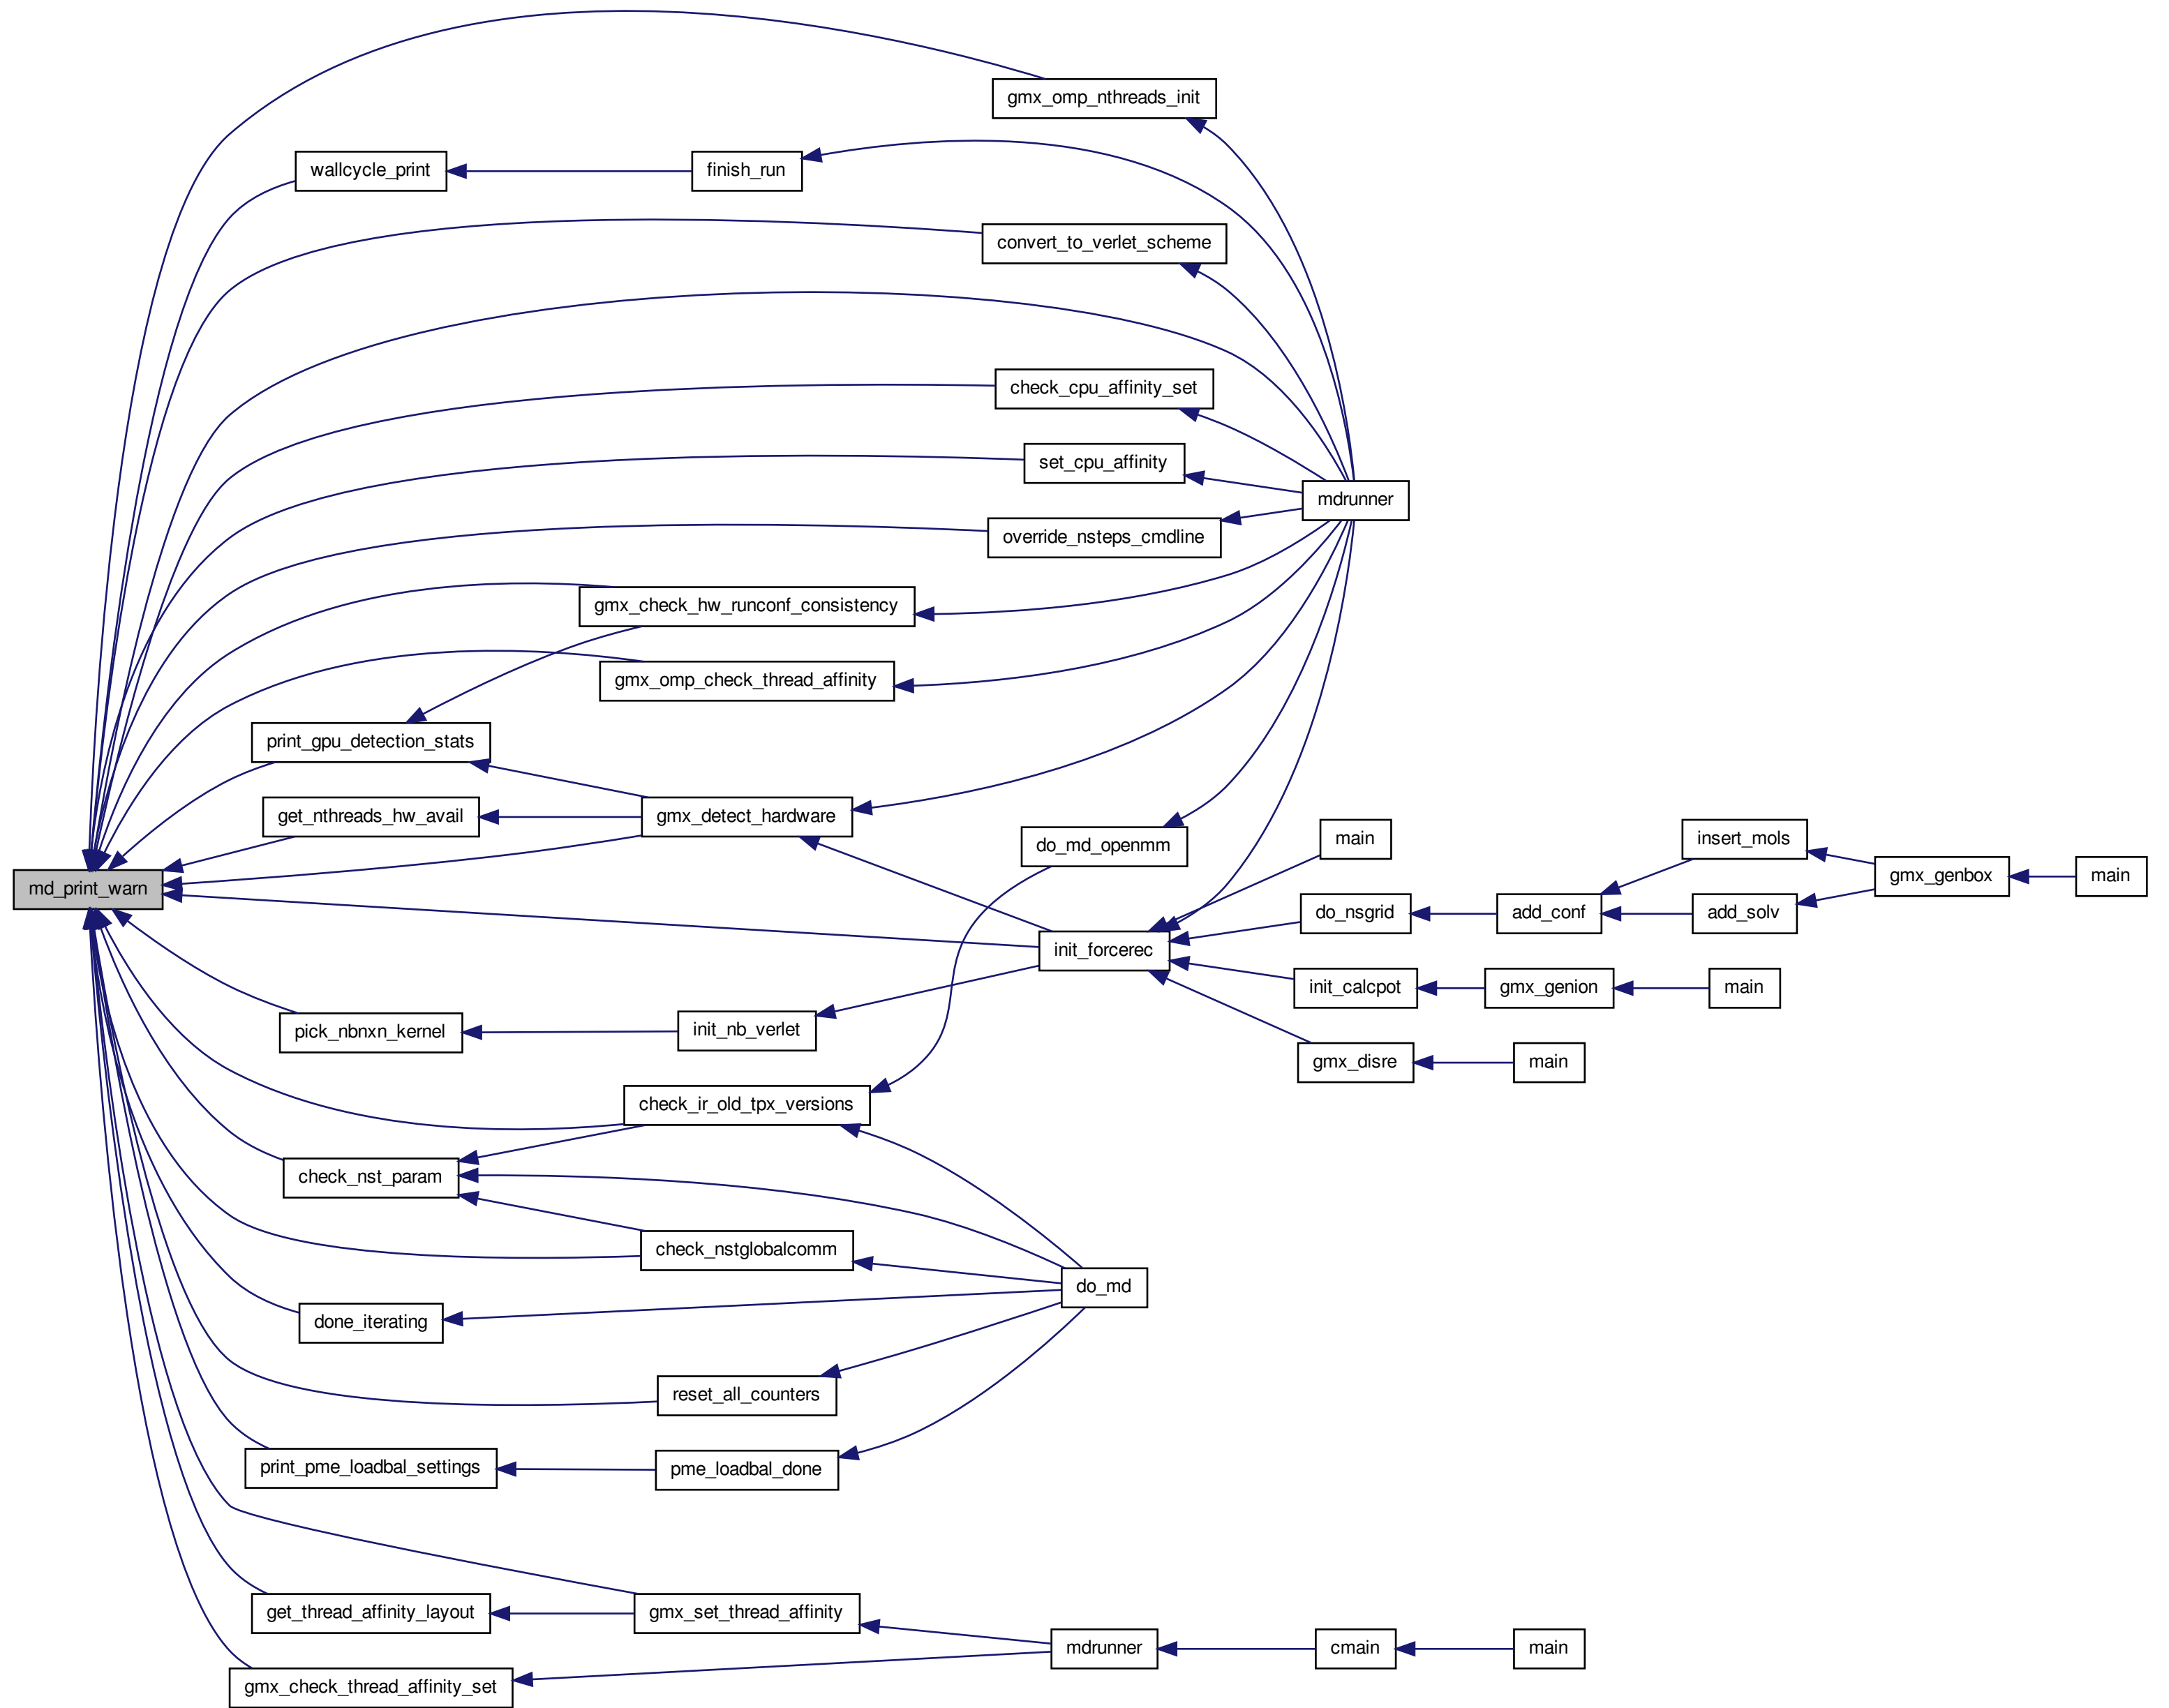 gmx_omp_nthreads_init
wallcycle_print
finish_run
convert_to_verlet_scheme
check_cpu_affinity_set
set_cpu_affinity
mdrunner
override_nsteps_cmdline
gmx_check_hw_runconf_consistency
gmx_omp_check_thread_affinity
print_gpu_detection_stats
get_nthreads_hw_avail
gmx_detect_hardware
do_md_openmm
main
insert_mols
md_print_warn
gmx_genbox
main
do_nsgrid
add_conf
add_solv
init_forcerec
init_calcpot
gmx_genion
main
pick_nbnxn_kernel
init_nb_verlet
gmx_disre
main
check_ir_old_tpx_versions
check_nst_param
check_nstglobalcomm
do_md
done_iterating
reset_all_counters
print_pme_loadbal_settings
pme_loadbal_done
get_thread_affinity_layout
gmx_set_thread_affinity
mdrunner
cmain
main
gmx_check_thread_affinity_set